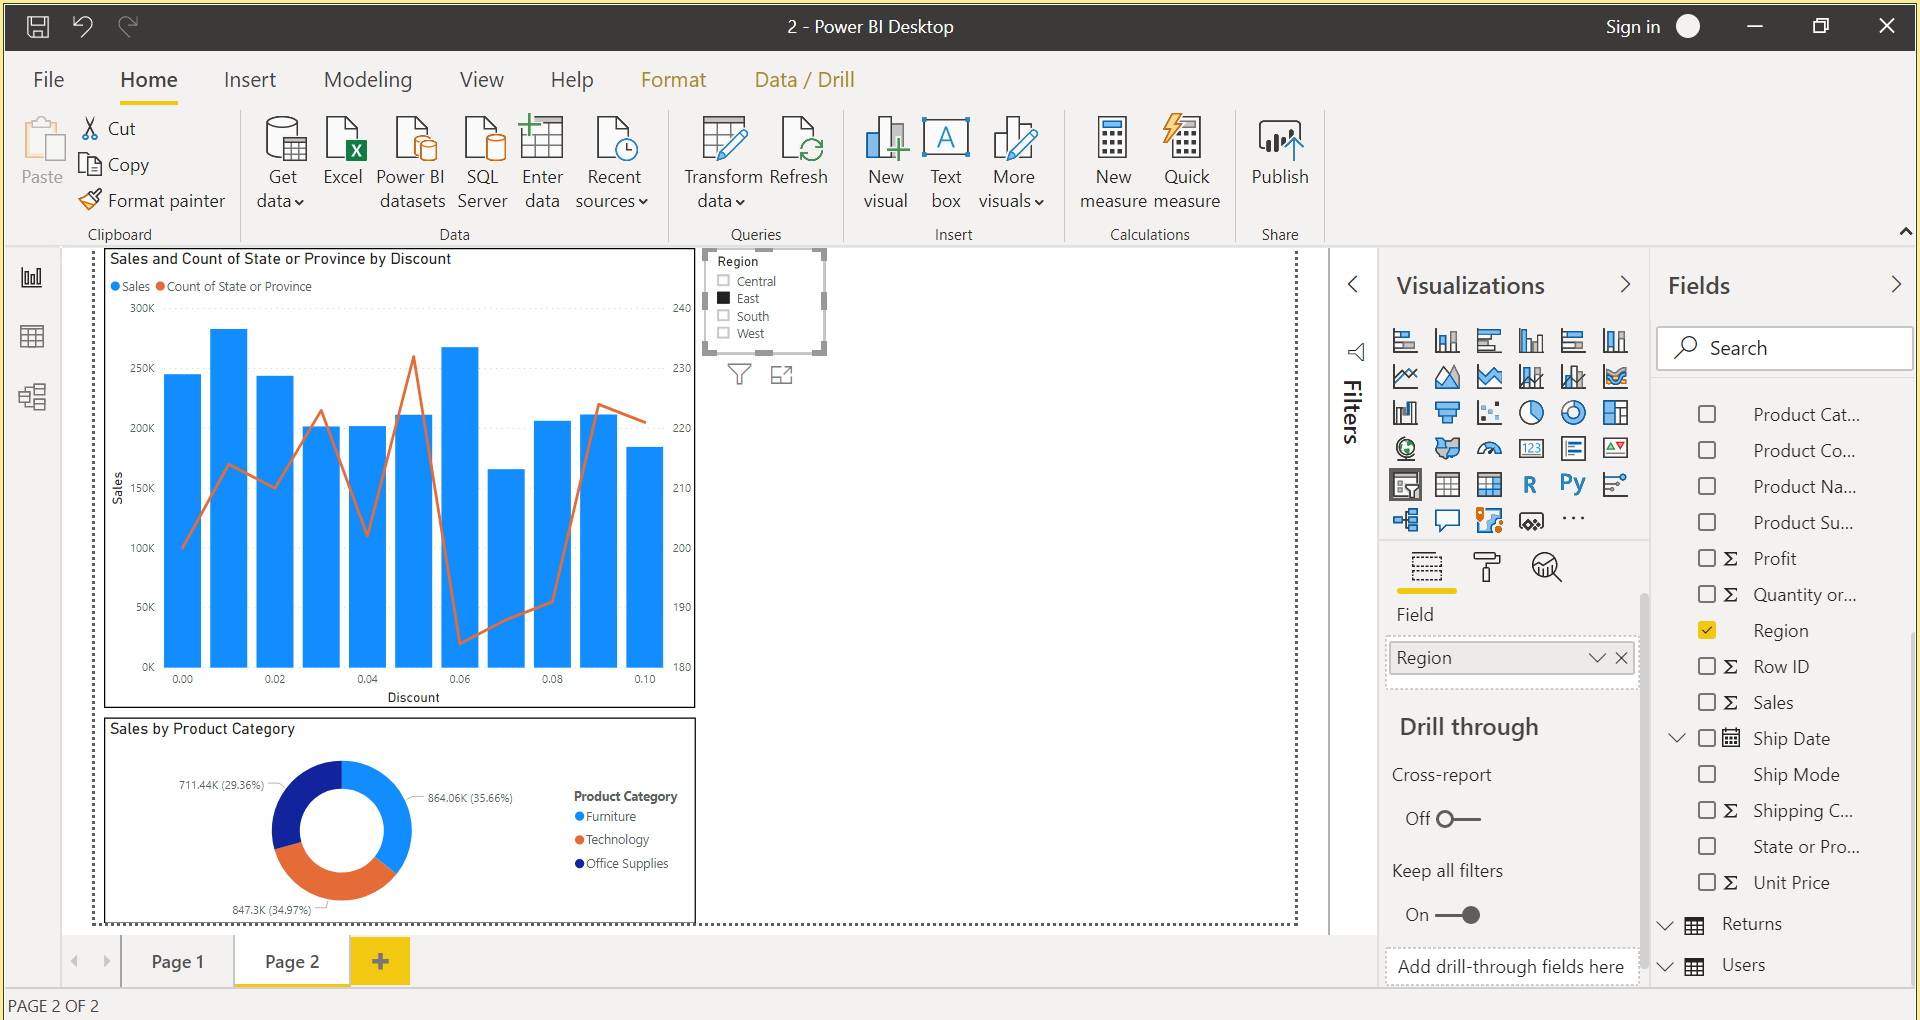 2 - Power BI Desktop
Sign in
File Home Insert Modeling View Help Format Data / Drill
Paste
Cut
Copy
Format painter
Clipboard
Get data
Excel
Power BI datasets
SQL Server
Enter data
Recent sources
Data
Transform data
Refresh
Queries
New visual
Text box
More visuals
Insert
New measure
Quick measure
Calculations
Publish
Share
Sales and Count of State or Province by Discount
Sales Count of State or Province
300K
250K
200K
150K
100K
50K
0K
Sales
240
230
220
210
200
190
180
0.00 0.02 0.04 0.06 0.08 0.10
Discount
Region
Central
East
South
West
Sales by Product Category
711.44K (29.36%)
864.06K (35.66%)
847.3K (34.97%)
Product Category
Furniture
Technology
Office Supplies
Filters
Visualizations
123
R
Py
...
Field
Region
Drill through
Cross-report
Off
Keep all filters
On
Add drill-through fields here
Fields
Search
Product Cat...
Product Co...
Product Na...
Product Su...
Σ Profit
Σ Quantity or...
Region
Σ Row ID
Σ Sales
Ship Date
Ship Mode
Σ Shipping C...
State or Pro...
Σ Unit Price
Returns
Users
Page 1
Page 2
+
PAGE 2 OF 2